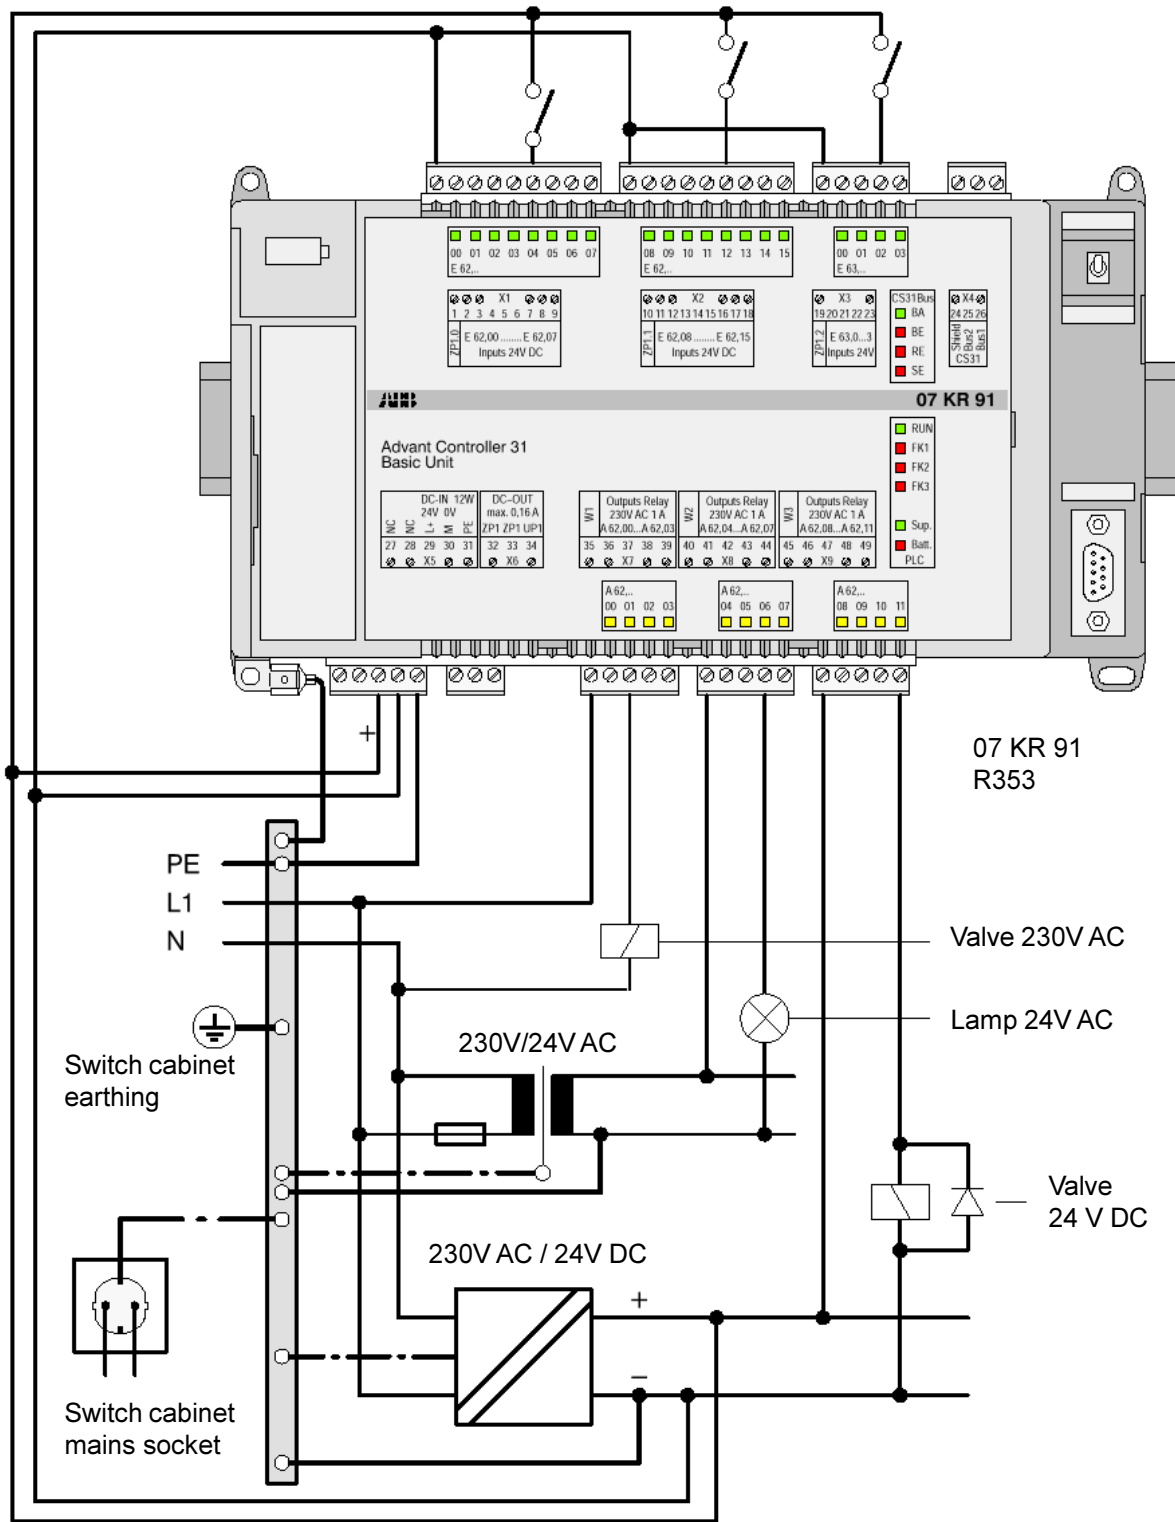 00 01 02 03 04 05 06 07
E 62,..
08 09 10 11 12 13 14 15
E 62,..
00 01 02 03
E 63,..
X1
1 2 3 4 5 6 7 8 9
ZP1.0
E 62,00 ........ E 62,07
Inputs 24V DC
X2
10 11 12 13 14 15 16 17 18
ZP1.1
E 62,08 ........ E 62,15
Inputs 24V DC
X3
19 20 21 22 23
ZP1.2
E 63,0...3
Inputs 24V
CS31Bus
BA
BE
RE
SE
X4
24 25 26
Shield
Bus2
Bus1
CS31
ABB
07 KR 91
Advant Controller 31
Basic Unit
RUN
FK1
FK2
FK3
Sup.
Batt.
PLC
DC-IN 12W
24V 0V
NC NC L+ M PE
27 28 29 30 31
X5
DC-OUT
max. 0,16 A
ZP1 ZP1 UP1
32 33 34
X6
W1
Outputs Relay
230V AC 1 A
A 62,00...A 62,03
35 36 37 38 39
X7
W2
Outputs Relay
230V AC 1 A
A 62,04...A 62,07
40 41 42 43 44
X8
W3
Outputs Relay
230V AC 1 A
A 62,08...A 62,11
45 46 47 48 49
X9
A 62,..
00 01 02 03
A 62,..
04 05 06 07
A 62,..
08 09 10 11
+
07 KR 91
R353
PE
L1
N
Valve 230V AC
Lamp 24V AC
230V/24V AC
Switch cabinet
earthing
Valve
24 V DC
230V AC / 24V DC
+
−
Switch cabinet
mains socket